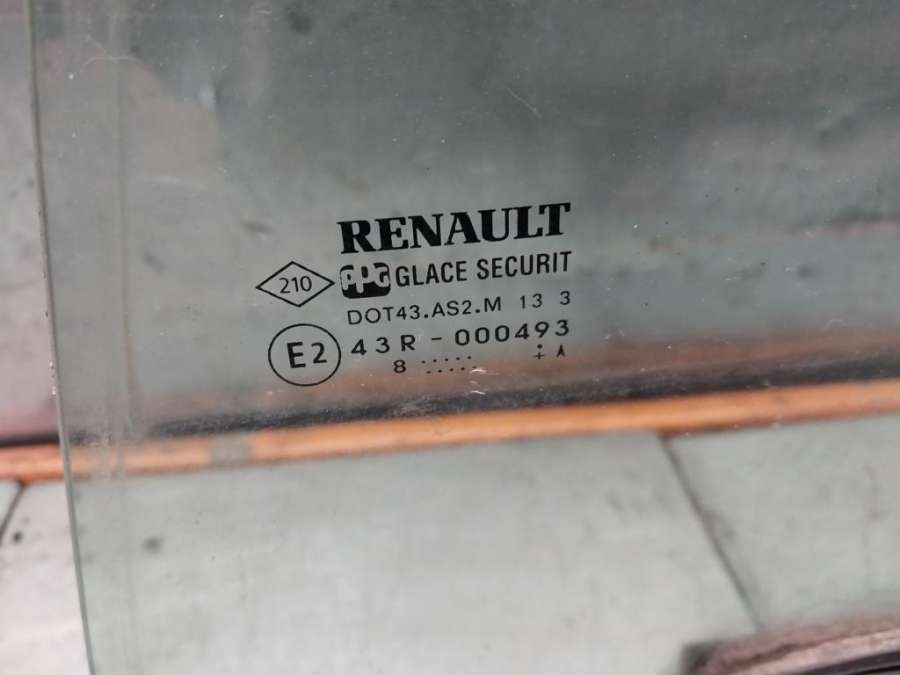 RENAULT
210 PPG GLACE SECURIT
DOT43.AS2.M 13 3
E2 43R - 000493
8 ..... ..... ÷ A